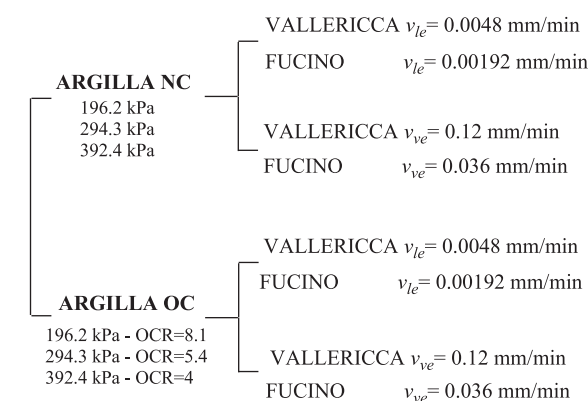 VALLERICCA v_le= 0.0048 mm/min
FUCINO v_le= 0.00192 mm/min
ARGILLA NC
196.2 kPa
294.3 kPa
392.4 kPa
VALLERICCA v_ve= 0.12 mm/min
FUCINO v_ve= 0.036 mm/min
VALLERICCA v_le= 0.0048 mm/min
FUCINO v_le= 0.00192 mm/min
ARGILLA OC
196.2 kPa - OCR=8.1
294.3 kPa - OCR=5.4
392.4 kPa - OCR=4
VALLERICCA v_ve= 0.12 mm/min
FUCINO v_ve= 0.036 mm/min